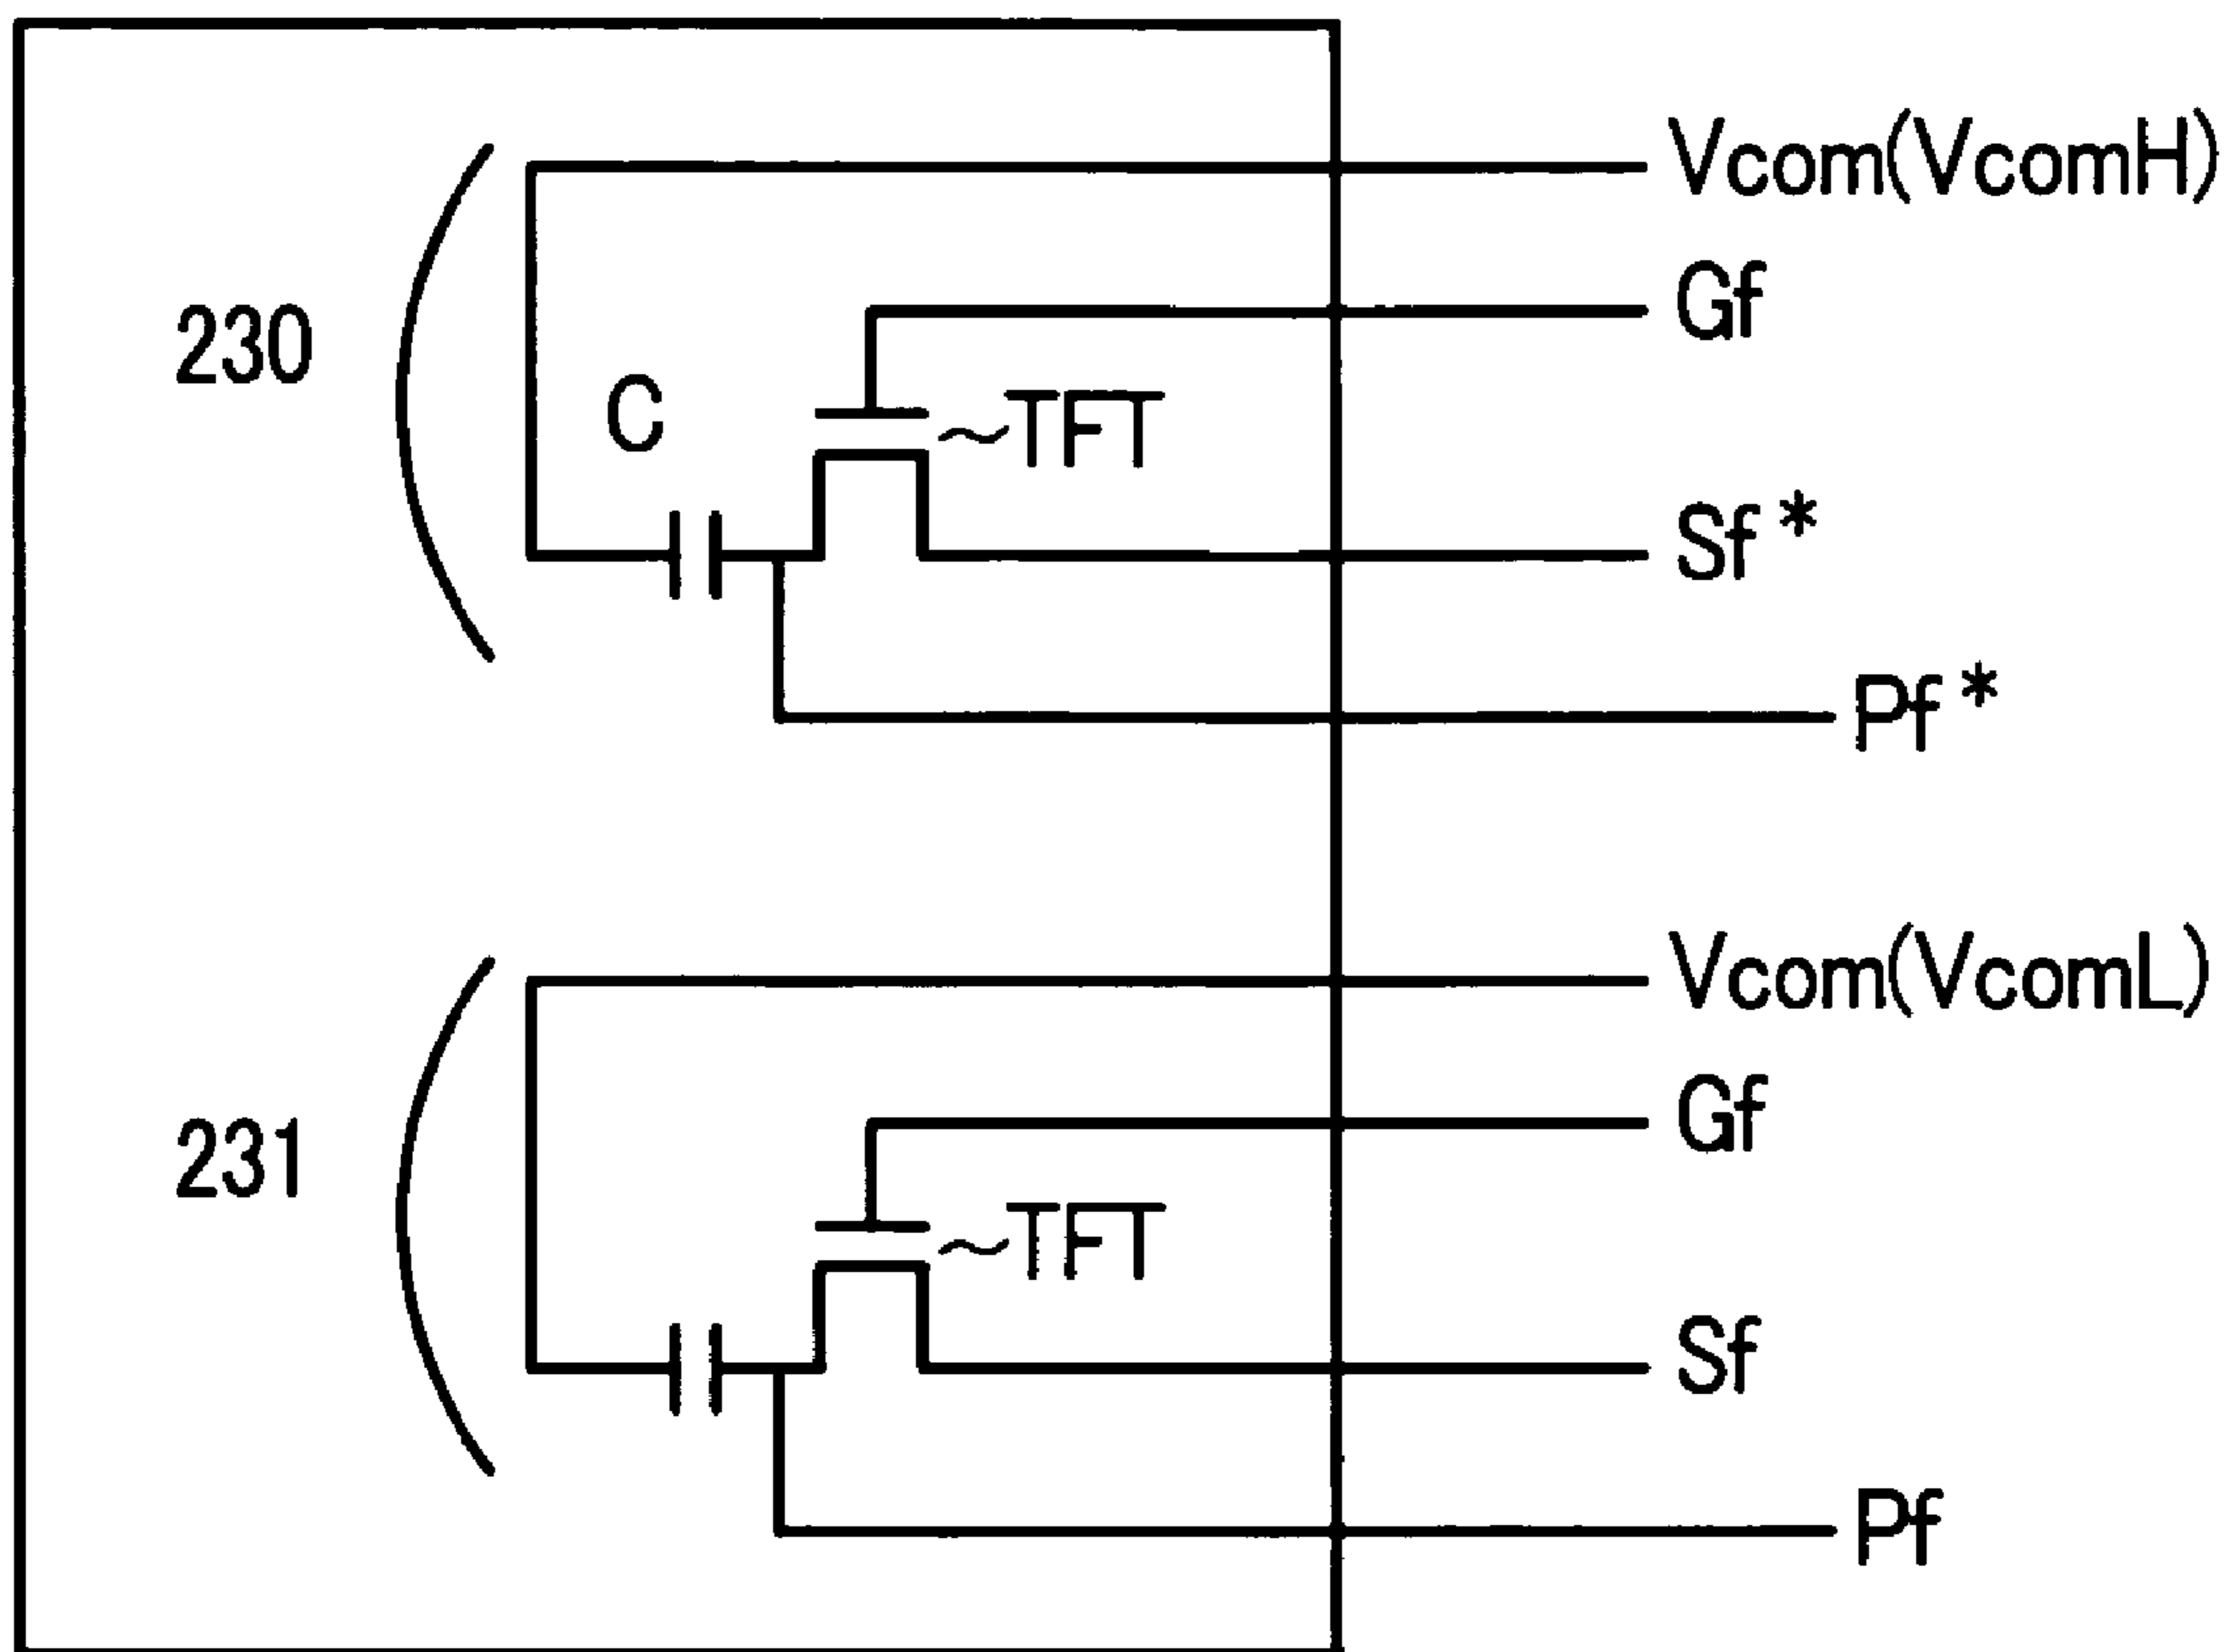 Vcom(VcomH)
230
Gf
C
~TFT
Sf*
Pf*
Vcom(VcomL)
231
Gf
~TFT
Sf
Pf